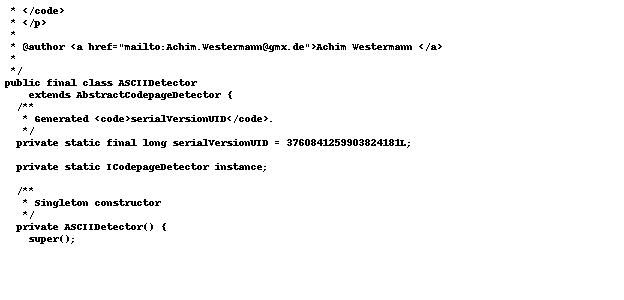 * </code>
* </p>
*
* @author <a href="mailto:Achim.Westermann@gmx.de">Achim Westermann </a>
*
*/
public final class ASCIIDetector
extends AbstractCodepageDetector {
/**
* Generated <code>serialVersionUID</code>.
*/
private static final long serialVersionUID = 3760841259903824181L;
private static ICodepageDetector instance;
/**
* Singleton constructor
*/
private ASCIIDetector() {
super();